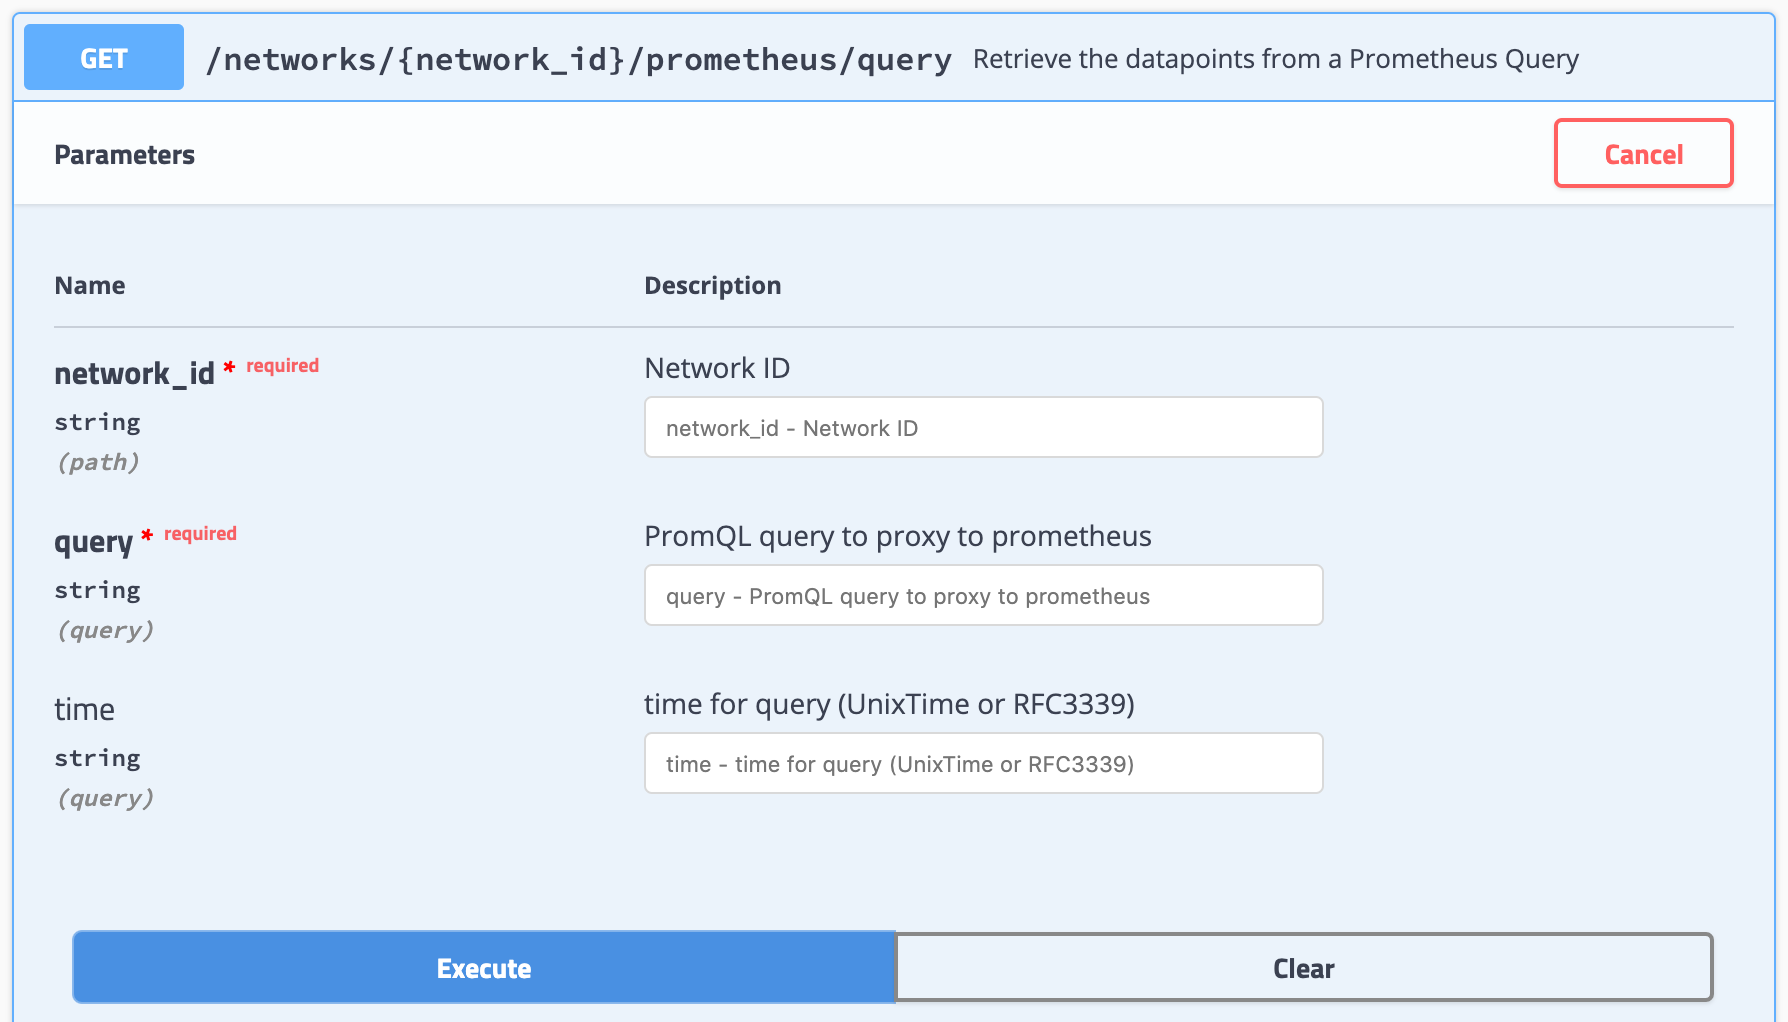 GET /networks/{network_id}/prometheus/query Retrieve the datapoints from a Prometheus Query
Parameters Cancel
Name Description
network_id * required Network ID
string network_id - Network ID
(path)
query * required PromQL query to proxy to prometheus
string query - PromQL query to proxy to prometheus
(query)
time time for query (UnixTime or RFC3339)
string time - time for query (UnixTime or RFC3339)
(query)
Execute Clear